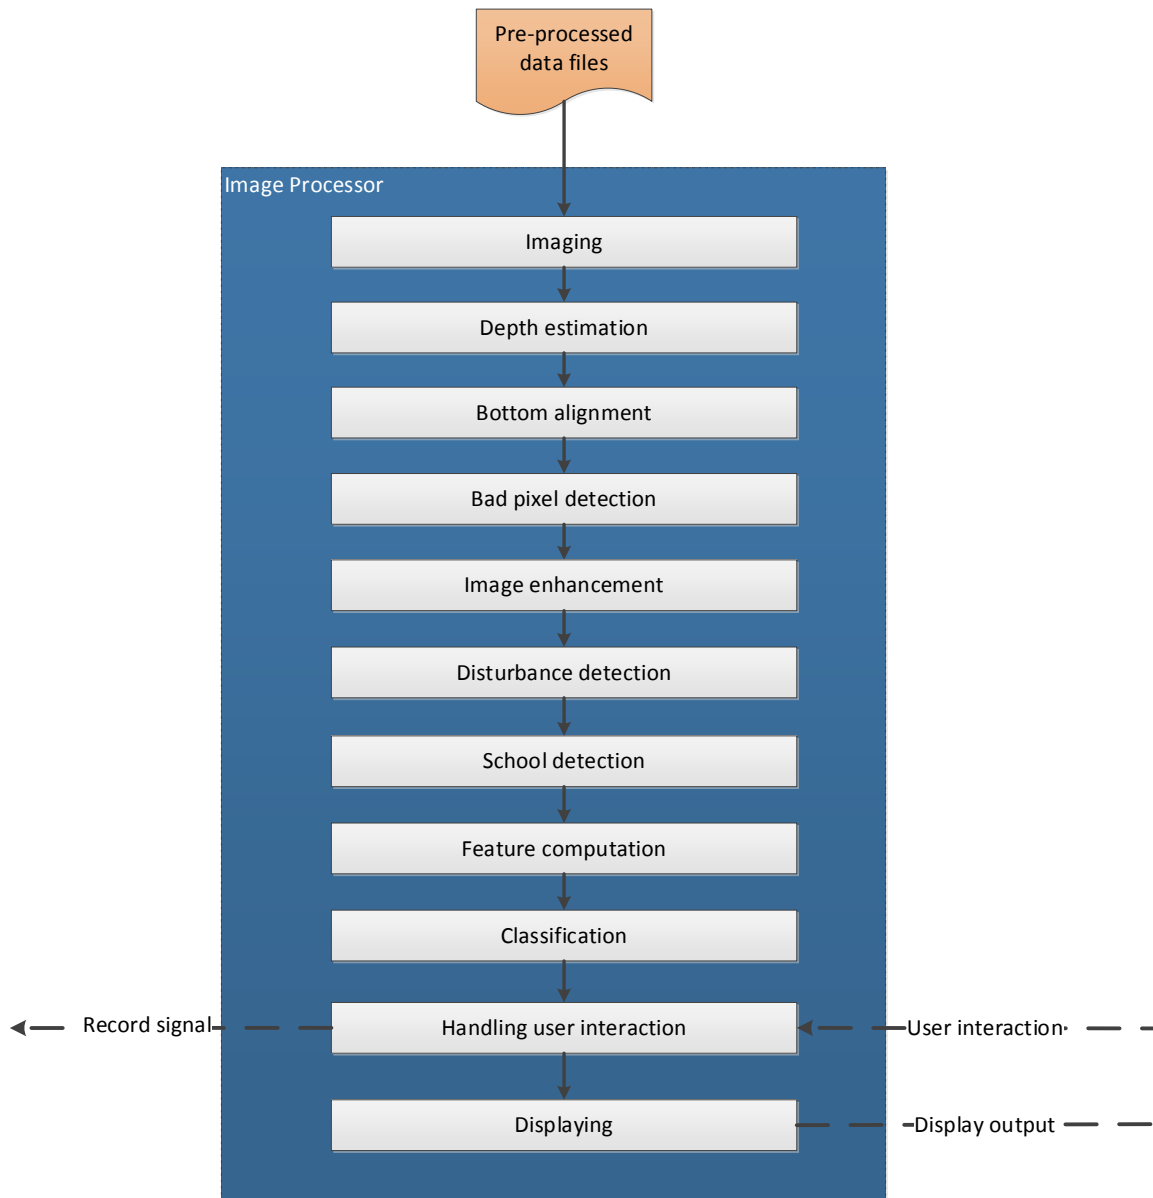 Pre-processed
data files
Image Processor
Imaging
Depth estimation
Bottom alignment
Bad pixel detection
Image enhancement
Disturbance detection
School detection
Feature computation
Classification
Record signal
Handling user interaction
User interaction
Displaying
Display output